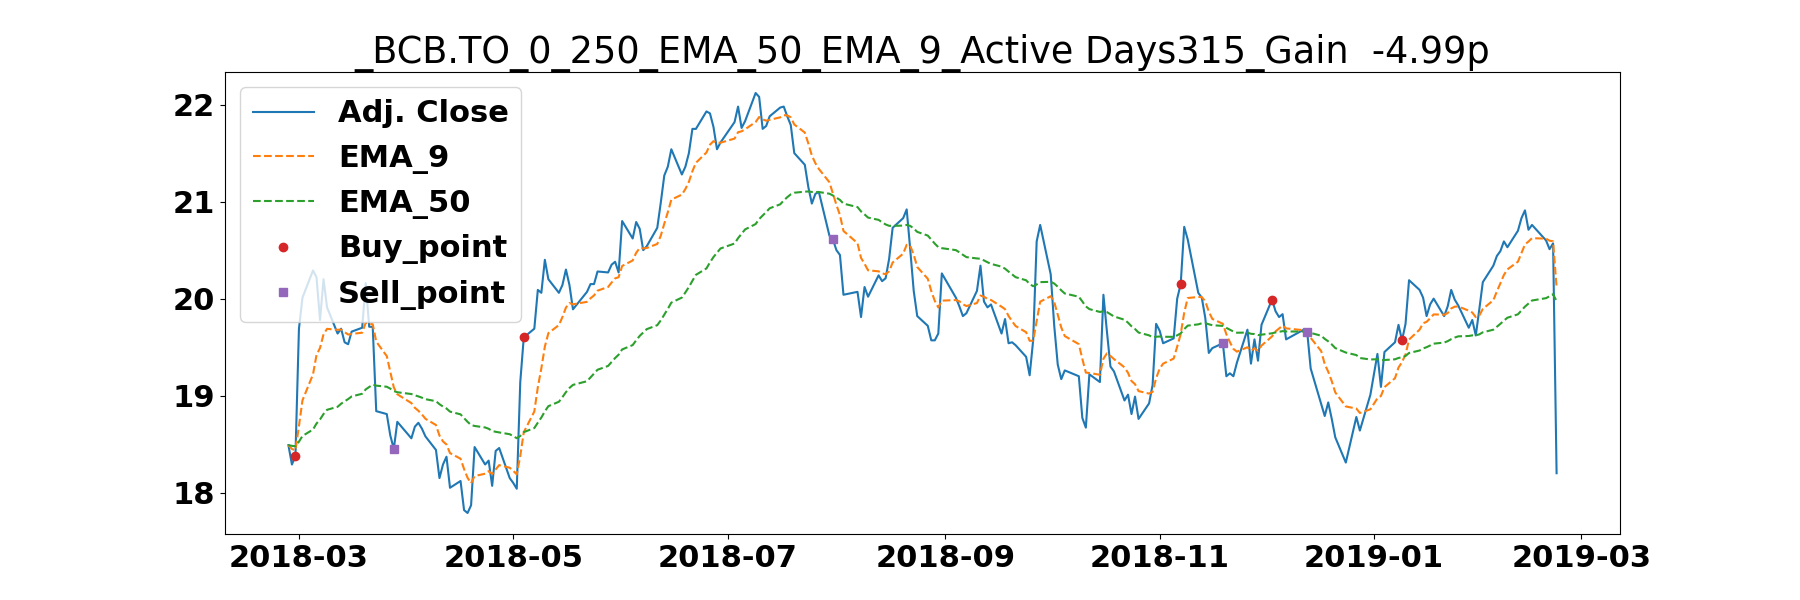 _BCB.TO_0_250_EMA_50_EMA_9_Active Days315_Gain  -4.99p
Adj. Close
EMA_9
EMA_50
Buy_point
Sell_point
22
21
20
19
18
2018-03 2018-05 2018-07 2018-09 2018-11 2019-01 2019-03